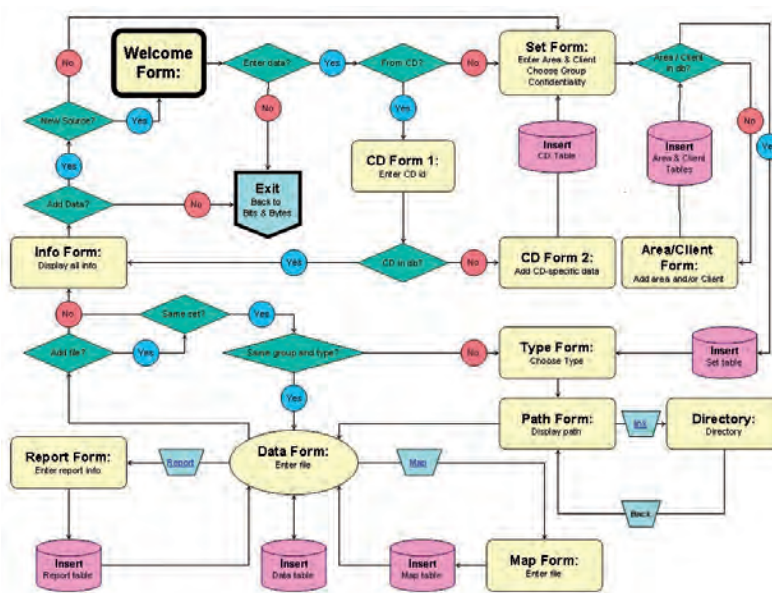 Welcome
Form:
Enter data?
Yes
From CD?
No
Set Form:
Enter Area & Client
Choose Group
Confidentiality
Area / Client
in db?
No
No
Yes
No
New Source?
Yes
Yes
CD Form 1:
Enter CD id
Insert
CD Table
Insert
Area & Client
Tables
Ye
Add Data?
No
Exit
Back to
Bits & Bytes
Info Form:
Display all info
Yes
CD in db?
No
CD Form 2:
Add CD-specific data
Area/Client
Form:
Add area and/or Client
No
Same set?
Yes
Add file?
Yes
Same group and type?
No
Type Form:
Choose Type
Insert
Set table
Yes
Report Form:
Enter report info
Report
Data Form:
Enter file
Map
Path Form:
Display path
Directory:
Directory
Back
Insert
Report table
Insert
Data table
Insert
Map table
Map Form:
Enter file